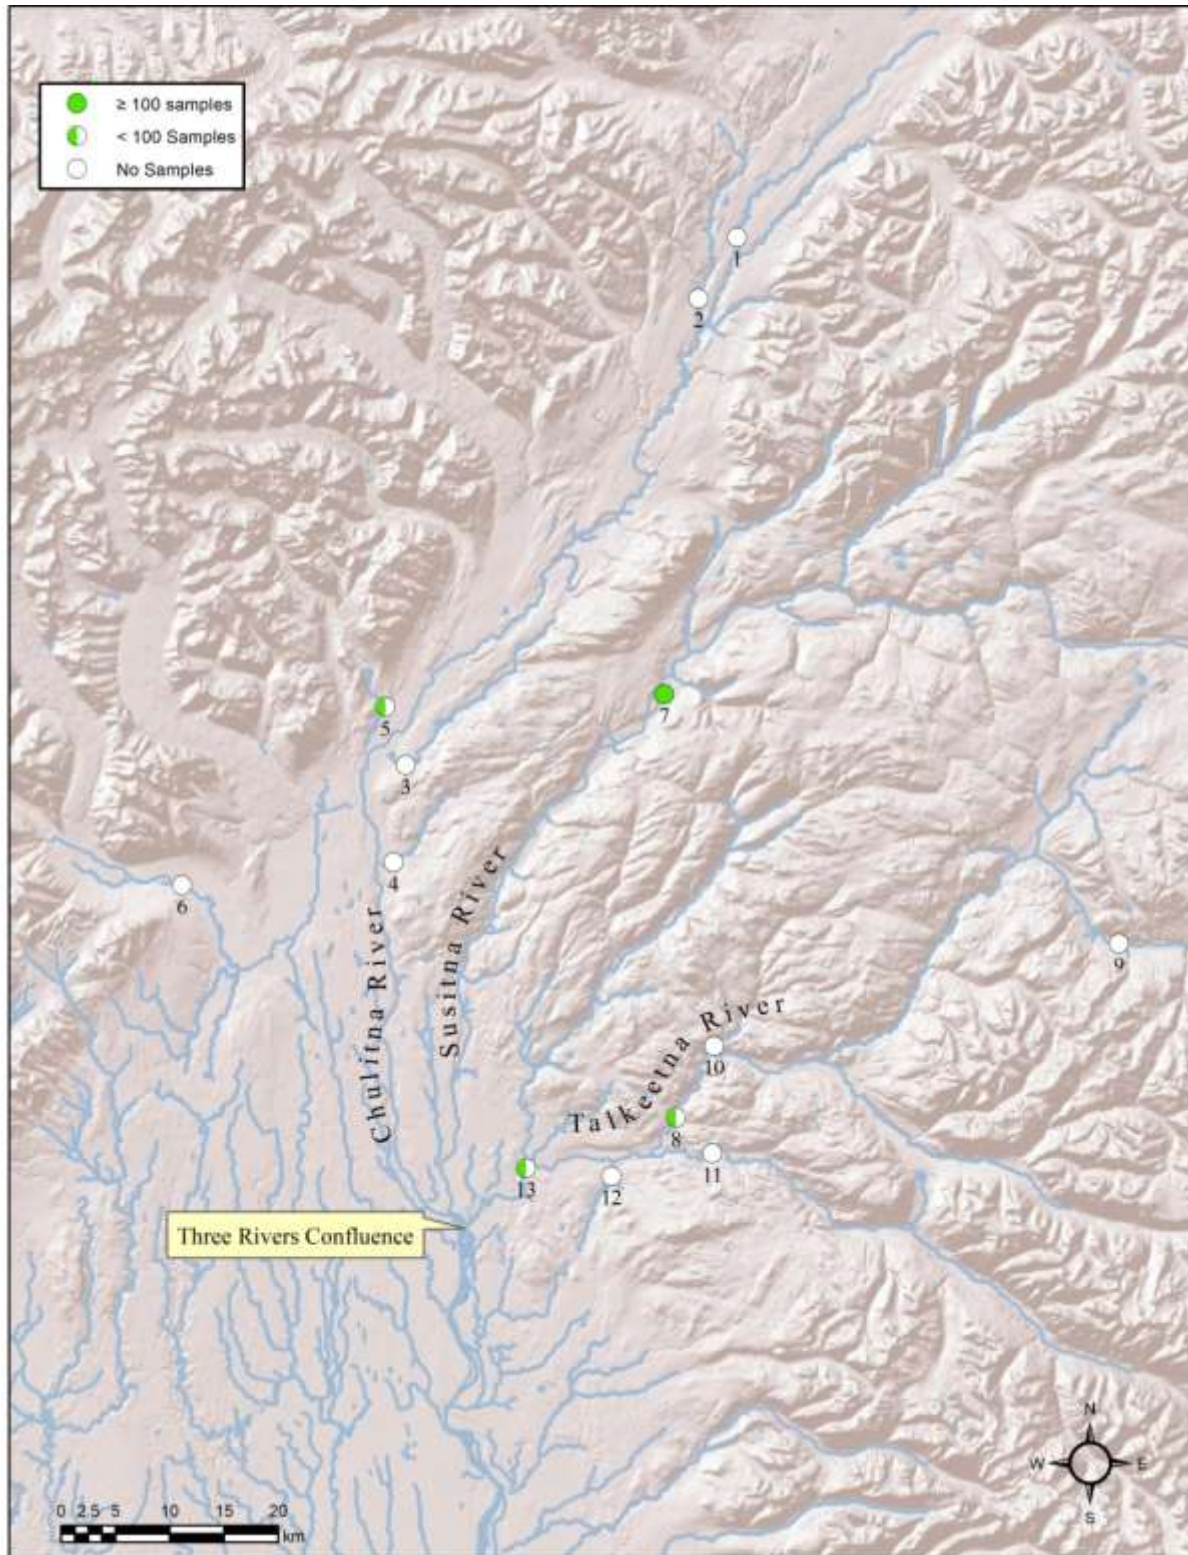 ≥ 100 samples
< 100 Samples
No Samples
1
2
7
5
3
4
6
9
Chulitna River
Susitna River
Talkeetna River
10
8
11
12
13
Three Rivers Confluence
N
W E
S
0 2.5 5 10 15 20
km